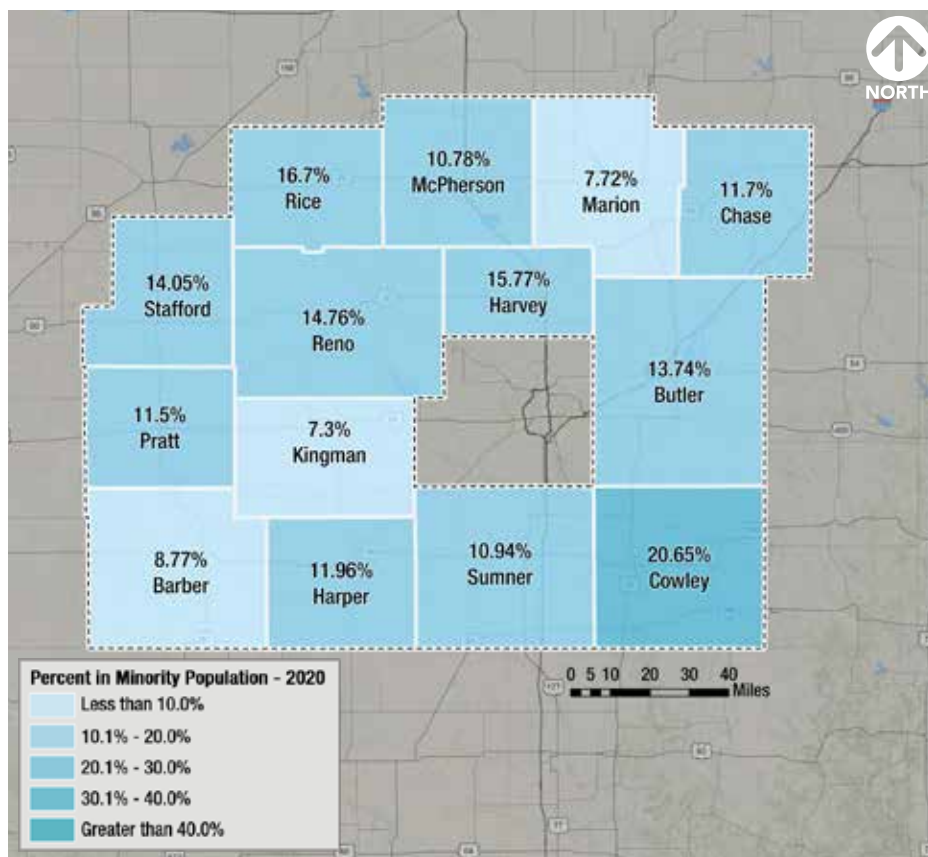 NORTH
16.7%
Rice
10.78%
McPherson
7.72%
Marion
11.7%
Chase
14.05%
Stafford
14.76%
Reno
15.77%
Harvey
13.74%
Butler
11.5%
Pratt
7.3%
Kingman
8.77%
Barber
11.96%
Harper
10.94%
Sumner
20.65%
Cowley
0 5 10 20 30 40
Miles
Percent in Minority Population - 2020
Less than 10.0%
10.1% - 20.0%
20.1% - 30.0%
30.1% - 40.0%
Greater than 40.0%